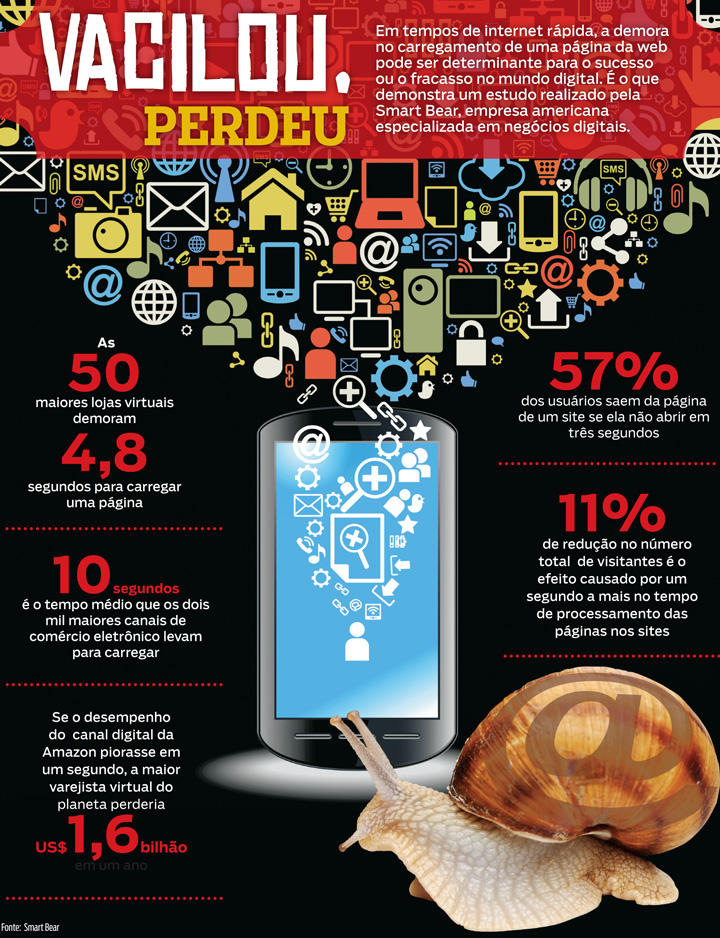 VACILOU,
PERDEU
Em tempos de internet rápida, a demora
no carregamento de uma página da web
pode ser determinante para o sucesso
ou o fracasso no mundo digital. É o que
demonstra um estudo realizado pela
Smart Bear, empresa americana
especializada em negócios digitais.
SMS
SMS
As
50
maiores lojas virtuais
demoram
4,8
segundos para carregar
uma página
10 segundos
é o tempo médio que os dois
mil maiores canais de
comércio eletrônico levam
para carregar
Se o desempenho
do canal digital da
Amazon piorasse em
um segundo, a maior
varejista virtual do
planeta perderia
US$ 1,6 bilhão
em um ano
57%
dos usuários saem da página
de um site se ela não abrir em
três segundos
11%
de redução no número
total de visitantes é o
efeito causado por um
segundo a mais no tempo
de processamento das
páginas nos sites
@
Fonte: Smart Bear